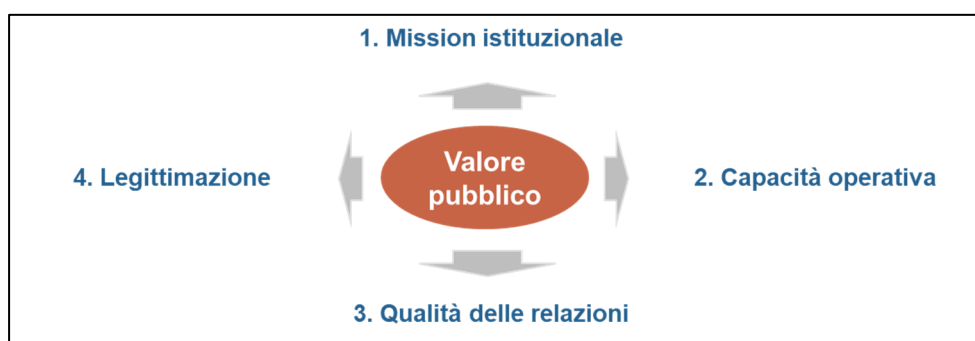 1. Mission istituzionale
4. Legittimazione
Valore
pubblico
2. Capacità operativa
3. Qualità delle relazioni